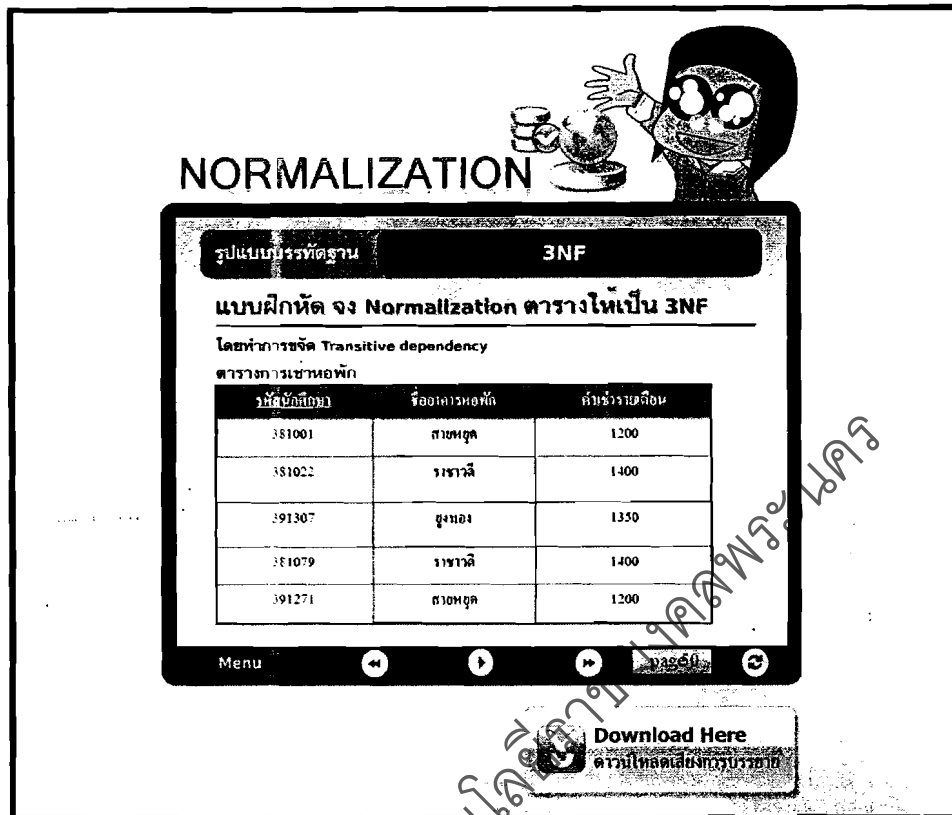 NORMALIZATION
รูปแบบบรรทัดฐาน 3NF
แบบฝึกหัด จง Normalization ตารางให้เป็น 3NF
โดยทำการขจัด Transitive dependency
ตารางการเช่าหอพัก
รหัสนักศึกษา ชื่ออาคารหอพัก ค่าเช่ารายเดือน
381001 สายหยุด 1200
381022 ราชาวดี 1400
391307 ยูงทอง 1350
381079 ราชาวดี 1400
391271 สายหยุด 1200
Menu page50
Download Here
ดาวน์โหลดเสียงการบรรยาย